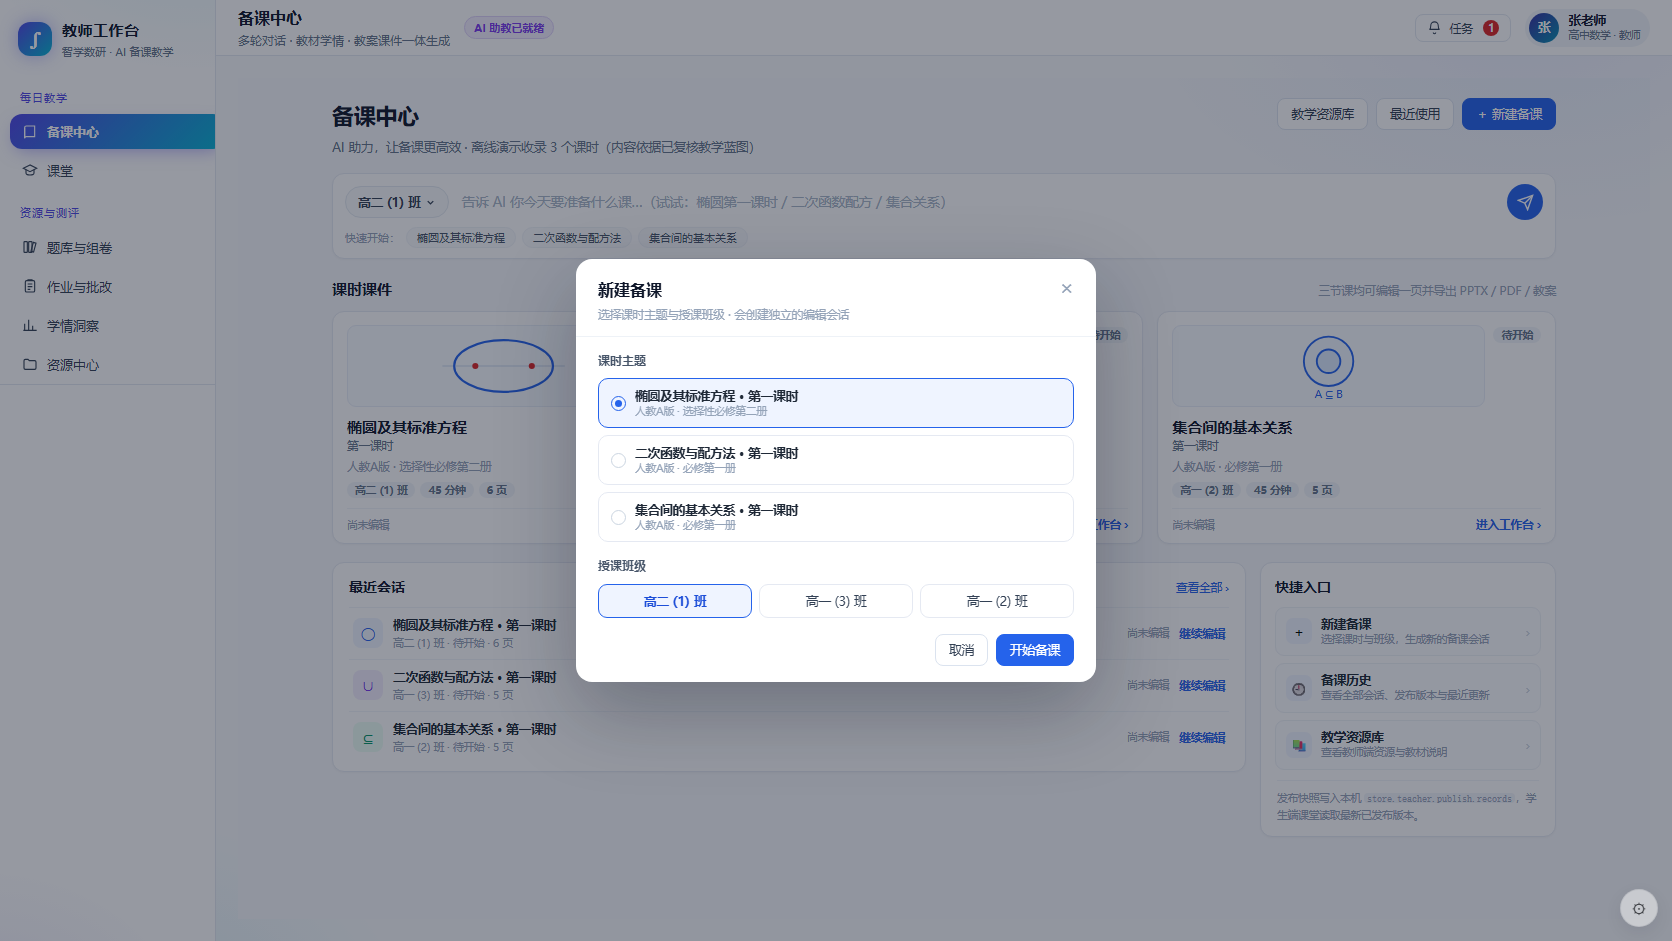 教师工作台
智学数研 · AI 备课教学
每日教学
备课中心
课堂
资源与测评
题库与组卷
作业与批改
学情洞察
资源中心
备课中心
多轮对话 · 教材学情 · 教案课件一体生成
AI 助教已就绪
任务 1
张
张老师
高中数学 · 教师
备课中心
AI 助力，让备课更高效 · 离线演示收录 3 个课时（内容依据已复核教学蓝图）
教学资源库
最近使用
+ 新建备课
高二 (1) 班
告诉 AI 你今天要准备什么课...（试试：椭圆第一课时 / 二次函数配方 / 集合关系）
快速开始：
椭圆及其标准方程
二次函数与配方法
集合间的基本关系
课时课件
三节课均可编辑一页并导出 PPTX / PDF / 教案
椭圆及其标准方程
第一课时
人教A版 · 选择性必修第二册
高二 (1) 班
45 分钟
6 页
尚未编辑
待开始
A ⊆ B
集合间的基本关系
第一课时
人教A版 · 必修第一册
高一 (2) 班
45 分钟
5 页
尚未编辑
进入工作台 ›
新建备课
×
选择课时主题与授课班级 · 会创建独立的编辑会话
课时主题
椭圆及其标准方程 • 第一课时
人教A版 · 选择性必修第二册
二次函数与配方法 • 第一课时
人教A版 · 必修第一册
集合间的基本关系 • 第一课时
人教A版 · 必修第一册
授课班级
高二 (1) 班
高一 (3) 班
高一 (2) 班
取消
开始备课
最近会话
查看全部 ›
椭圆及其标准方程 • 第一课时
高二 (1) 班 · 待开始 · 6 页
尚未编辑
继续编辑
二次函数与配方法 • 第一课时
高一 (3) 班 · 待开始 · 5 页
尚未编辑
继续编辑
⊆
集合间的基本关系 • 第一课时
高一 (2) 班 · 待开始 · 5 页
尚未编辑
继续编辑
快捷入口
+
新建备课
选择课时与班级，生成新的备课会话
备课历史
查看全部会话、发布版本与最近更新
教学资源库
查看教师端资源与教材说明
发布快照写入本机 store.teacher.publish.records，学
生端课堂读取最新已发布版本。